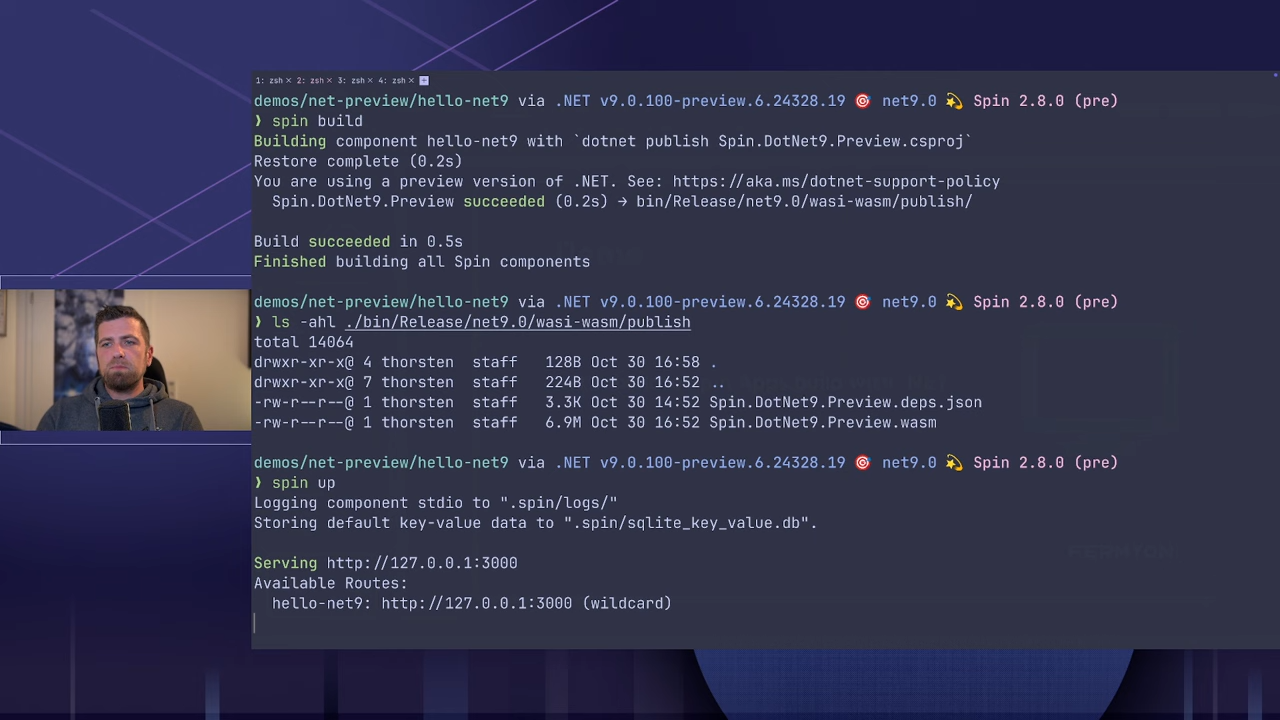 1: zsh × 2: zsh × 3: zsh × 4: zsh × +
demos/net-preview/hello-net9 via .NET v9.0.100-preview.6.24328.19 🎯 net9.0 💫 Spin 2.8.0 (pre)
❯ spin build
Building component hello-net9 with `dotnet publish Spin.DotNet9.Preview.csproj`
Restore complete (0.2s)
You are using a preview version of .NET. See: https://aka.ms/dotnet-support-policy
Spin.DotNet9.Preview succeeded (0.2s) → bin/Release/net9.0/wasi-wasm/publish/
Build succeeded in 0.5s
Finished building all Spin components
demos/net-preview/hello-net9 via .NET v9.0.100-preview.6.24328.19 🎯 net9.0 💫 Spin 2.8.0 (pre)
❯ ls -ahl ./bin/Release/net9.0/wasi-wasm/publish
total 14064
drwxr-xr-x@ 4 thorsten staff 128B Oct 30 16:58 .
drwxr-xr-x@ 7 thorsten staff 224B Oct 30 16:52 ..
-rw-r--r--@ 1 thorsten staff 3.3K Oct 30 14:52 Spin.DotNet9.Preview.deps.json
-rw-r--r--@ 1 thorsten staff 6.9M Oct 30 16:52 Spin.DotNet9.Preview.wasm
demos/net-preview/hello-net9 via .NET v9.0.100-preview.6.24328.19 🎯 net9.0 💫 Spin 2.8.0 (pre)
❯ spin up
Logging component stdio to ".spin/logs/"
Storing default key-value data to ".spin/sqlite_key_value.db".
Serving http://127.0.0.1:3000
Available Routes:
hello-net9: http://127.0.0.1:3000 (wildcard)